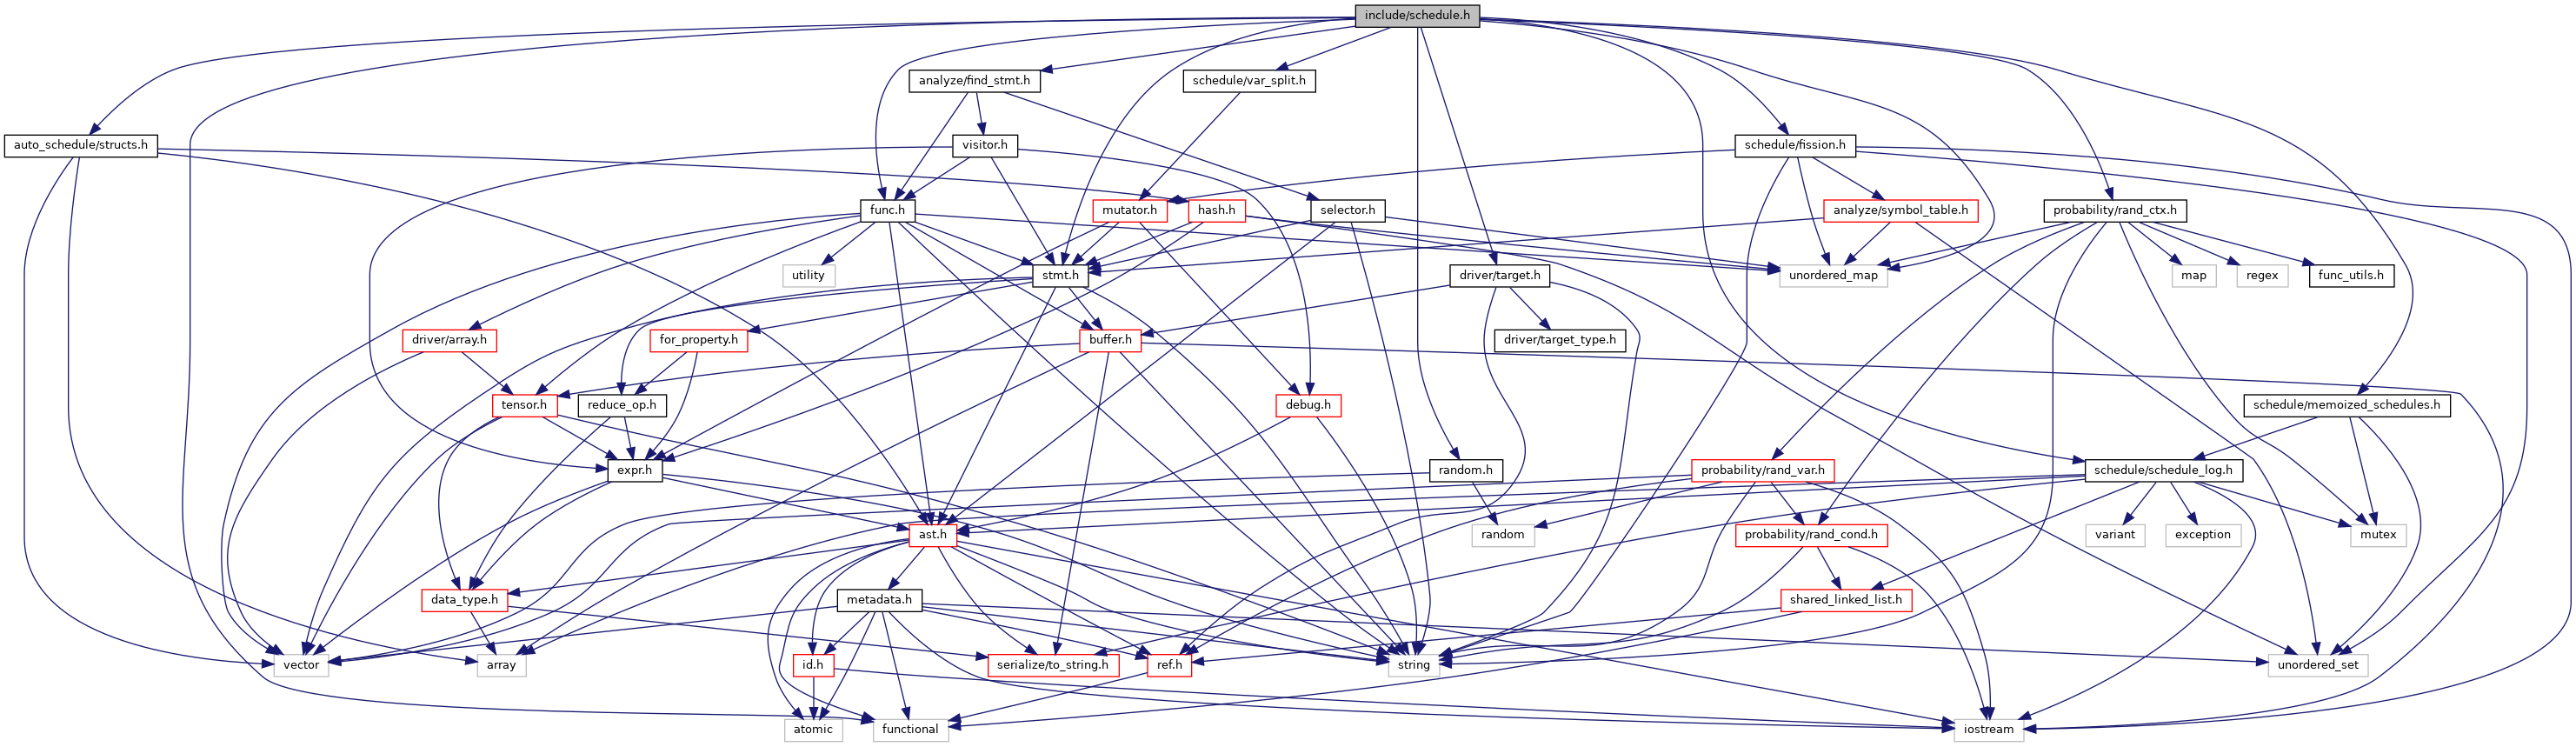 include/schedule.h
analyze/find_stmt.h
schedule/var_split.h
auto_schedule/structs.h
visitor.h
schedule/fission.h
func.h
mutator.h
hash.h
selector.h
analyze/symbol_table.h
probability/rand_ctx.h
utility
stmt.h
driver/target.h
unordered_map
map
regex
func_utils.h
driver/array.h
for_property.h
buffer.h
driver/target_type.h
tensor.h
reduce_op.h
debug.h
schedule/memoized_schedules.h
expr.h
random.h
probability/rand_var.h
schedule/schedule_log.h
ast.h
random
probability/rand_cond.h
variant
exception
mutex
data_type.h
metadata.h
shared_linked_list.h
vector
array
id.h
serialize/to_string.h
ref.h
string
unordered_set
atomic
functional
iostream